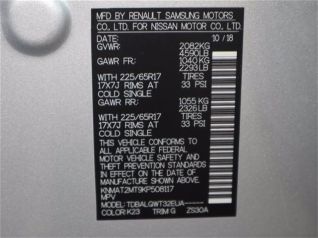 MFD BY RENAULT SAMSUNG MOTORS
CO., LTD. FOR NISSAN MOTOR CO., LTD.
DATE: 10 / 18
GVWR: 2082KG
4590LB
GAWR FR: 1040 KG
2293LB
WITH 225/65R17 TIRES
17X7J RIMS AT 33 PSI
COLD SINGLE
GAWR RR: 1055 KG
2326LB
WITH 225/65R17 TIRES
17X7J RIMS AT 33 PSI
COLD SINGLE
THIS VEHICLE CONFORMS TO
ALL APPLICABLE FEDERAL
MOTOR VEHICLE SAFETY AND
THEFT PREVENTION STANDARDS
IN EFFECT ON THE DATE OF
MANUFACTURE SHOWN ABOVE.
KNMAT2MT9KP508117
MPV
MODEL: TDBALGWT32EUA-----
COLOR: K23 TRIM: G ZS30A